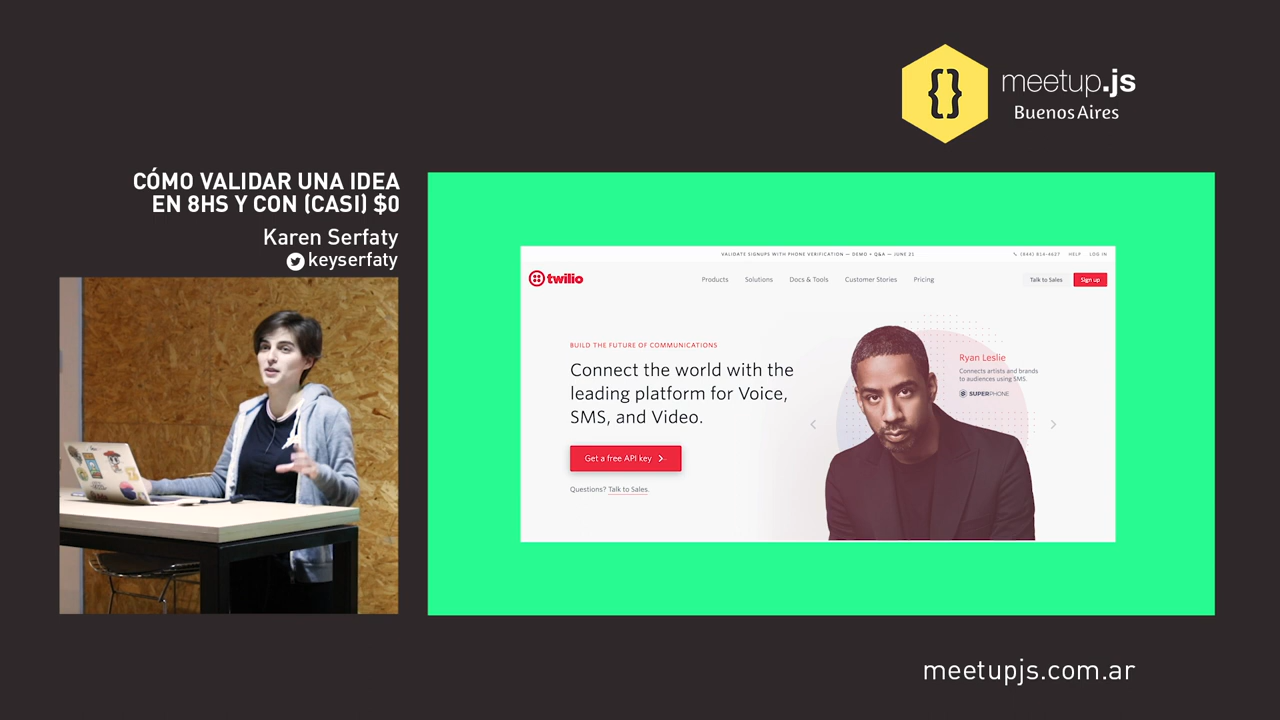 {}
meetup.js
Buenos Aires
CÓMO VALIDAR UNA IDEA
EN 8HS Y CON (CASI) $0
Karen Serfaty
keyserfaty
VALIDATE SIGNUPS WITH PHONE VERIFICATION — DEMO + Q&A — JUNE 21
(844) 814-4627 HELP LOG IN
twilio
Products Solutions Docs & Tools Customer Stories Pricing
Talk to Sales Sign up
BUILD THE FUTURE OF COMMUNICATIONS
Connect the world with the
leading platform for Voice,
SMS, and Video.
Get a free API key
Questions? Talk to Sales.
Ryan Leslie
Connects artists and brands
to audiences using SMS.
SUPERPHONE
meetupjs.com.ar